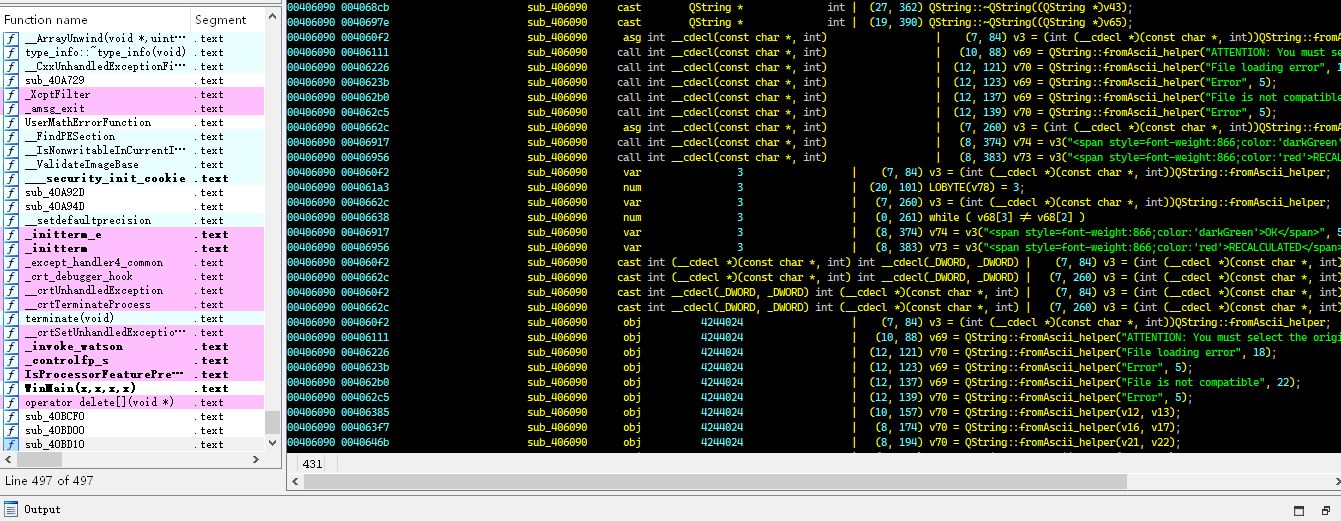 Function name Segment
__ArrayUnwind(void *,uint… .text
type_info::~type_info(void) .text
__CxxUnhandledExceptionFi… .text
sub_40A729 .text
_XcptFilter .text
_amsg_exit .text
UserMathErrorFunction .text
__FindPESection .text
__IsNonwritableInCurrentI… .text
__ValidateImageBase .text
___security_init_cookie .text
sub_40A92D .text
sub_40A94D .text
__setdefaultprecision .text
_initterm_e .text
_initterm .text
_except_handler4_common .text
_crt_debugger_hook .text
__crtUnhandledException .text
__crtTerminateProcess .text
terminate(void) .text
__crtSetUnhandledExceptio… .text
_invoke_watson .text
_controlfp_s .text
IsProcessorFeaturePre… .text
WinMain(x,x,x,x) .text
operator delete[](void *) .text
sub_40BCF0 .text
sub_40BD00 .text
sub_40BD10 .text
Line 497 of 497
00406090 004068cb sub_406090 cast QString * int | (27, 362) QString::~QString((QString *)v43);
00406090 0040697e sub_406090 cast QString * int | (19, 390) QString::~QString((QString *)v65);
00406090 004060f2 sub_406090 asg int __cdecl(const char *, int) | (7, 84) v3 = (int (__cdecl *)(const char *, int))QString::fromA
00406090 00406111 sub_406090 call int __cdecl(const char *, int) | (10, 88) v69 = QString::fromAscii_helper("ATTENTION: You must se
00406090 00406226 sub_406090 call int __cdecl(const char *, int) | (12, 121) v70 = QString::fromAscii_helper("File loading error", 1
00406090 0040623b sub_406090 call int __cdecl(const char *, int) | (12, 123) v69 = QString::fromAscii_helper("Error", 5);
00406090 004062b0 sub_406090 call int __cdecl(const char *, int) | (12, 137) v69 = QString::fromAscii_helper("File is not compatible
00406090 004062c5 sub_406090 call int __cdecl(const char *, int) | (12, 139) v70 = QString::fromAscii_helper("Error", 5);
00406090 0040662c sub_406090 asg int __cdecl(const char *, int) | (7, 260) v3 = (int (__cdecl *)(const char *, int))QString::fromA
00406090 00406917 sub_406090 call int __cdecl(const char *, int) | (8, 374) v74 = v3("<span style=font-weight:866;color:'darkGreen'
00406090 00406956 sub_406090 call int __cdecl(const char *, int) | (8, 383) v73 = v3("<span style=font-weight:866;color:'red'>RECALC
00406090 004060f2 sub_406090 var 3 | (7, 84) v3 = (int (__cdecl *)(const char *, int))QString::fromAscii_helper;
00406090 004061a3 sub_406090 num 3 | (20, 101) LOBYTE(v78) = 3;
00406090 0040662c sub_406090 var 3 | (7, 260) v3 = (int (__cdecl *)(const char *, int))QString::fromAscii_helper;
00406090 00406638 sub_406090 num 3 | (0, 261) while ( v68[3] ≠ v68[2] )
00406090 00406917 sub_406090 var 3 | (8, 374) v74 = v3("<span style=font-weight:866;color:'darkGreen'>OK</span>", 5
00406090 00406956 sub_406090 var 3 | (8, 383) v73 = v3("<span style=font-weight:866;color:'red'>RECALCULATED</span>
00406090 004060f2 sub_406090 cast int (__cdecl *)(const char *, int) int __cdecl(_DWORD, _DWORD) | (7, 84) v3 = (int (__cdecl *)(const char *, int
00406090 0040662c sub_406090 cast int (__cdecl *)(const char *, int) int __cdecl(_DWORD, _DWORD) | (7, 260) v3 = (int (__cdecl *)(const char *, int
00406090 004060f2 sub_406090 cast int __cdecl(_DWORD, _DWORD) int (__cdecl *)(const char *, int) | (7, 84) v3 = (int (__cdecl *)(const char *, int
00406090 0040662c sub_406090 cast int __cdecl(_DWORD, _DWORD) int (__cdecl *)(const char *, int) | (7, 260) v3 = (int (__cdecl *)(const char *, int
00406090 004060f2 sub_406090 obj 4244024 | (7, 84) v3 = (int (__cdecl *)(const char *, int))QString::fromAscii_helper;
00406090 00406111 sub_406090 obj 4244024 | (10, 88) v69 = QString::fromAscii_helper("ATTENTION: You must select the origi
00406090 00406226 sub_406090 obj 4244024 | (12, 121) v70 = QString::fromAscii_helper("File loading error", 18);
00406090 0040623b sub_406090 obj 4244024 | (12, 123) v69 = QString::fromAscii_helper("Error", 5);
00406090 004062b0 sub_406090 obj 4244024 | (12, 137) v69 = QString::fromAscii_helper("File is not compatible", 22);
00406090 004062c5 sub_406090 obj 4244024 | (12, 139) v70 = QString::fromAscii_helper("Error", 5);
00406090 00406385 sub_406090 obj 4244024 | (10, 157) v70 = QString::fromAscii_helper(v12, v13);
00406090 004063f7 sub_406090 obj 4244024 | (8, 174) v70 = QString::fromAscii_helper(v16, v17);
00406090 0040646b sub_406090 obj 4244024 | (8, 194) v70 = QString::fromAscii_helper(v21, v22);
431
Output